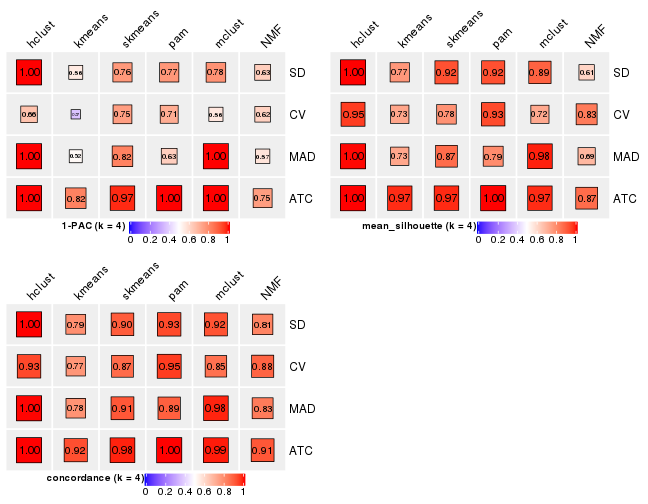 hclust kmeans skmeans pam mclust NMF
1.00 0.56 0.76 0.77 0.78 0.63 SD
0.66 0.75 0.71 0.56 0.62 CV
1.00 0.52 0.82 0.63 1.00 0.57 MAD
1.00 0.82 0.97 1.00 1.00 0.75 ATC
1-PAC (k = 4)
0 0.2 0.4 0.6 0.8 1
hclust kmeans skmeans pam mclust NMF
1.00 0.77 0.92 0.92 0.89 0.61 SD
0.95 0.73 0.78 0.93 0.72 0.83 CV
1.00 0.73 0.87 0.79 0.98 0.69 MAD
1.00 0.97 0.97 1.00 0.97 0.87 ATC
mean_silhouette (k = 4)
0 0.2 0.4 0.6 0.8 1
hclust kmeans skmeans pam mclust NMF
1.00 0.79 0.90 0.93 0.92 0.81 SD
0.93 0.77 0.87 0.95 0.85 0.88 CV
1.00 0.78 0.91 0.89 0.98 0.83 MAD
1.00 0.92 0.98 1.00 0.99 0.91 ATC
concordance (k = 4)
0 0.2 0.4 0.6 0.8 1